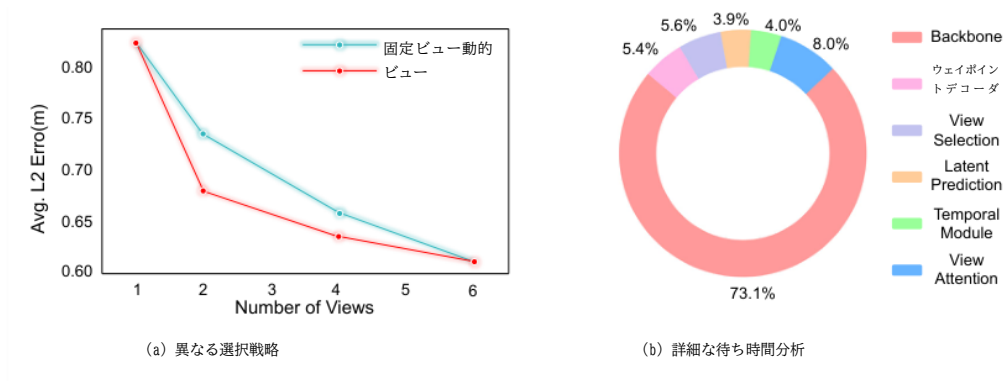 固定ビュー動的
ビュー
0.80
0.75
0.70
0.65
0.60
Avg. L2 Erro(m)
1 2 3 4 5 6
Number of Views
(a) 異なる選択戦略
5.4%
5.6%
3.9%
4.0%
8.0%
73.1%
Backbone
ウェイポイン
トデコーダ
View
Selection
Latent
Prediction
Temporal
Module
View
Attention
(b) 詳細な待ち時間分析